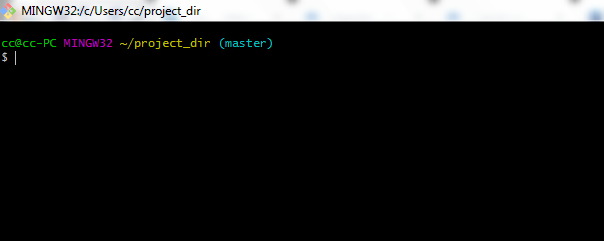 MINGW32:/c/Users/cc/project_dir
cc@cc-PC MINGW32 ~/project_dir (master)
$